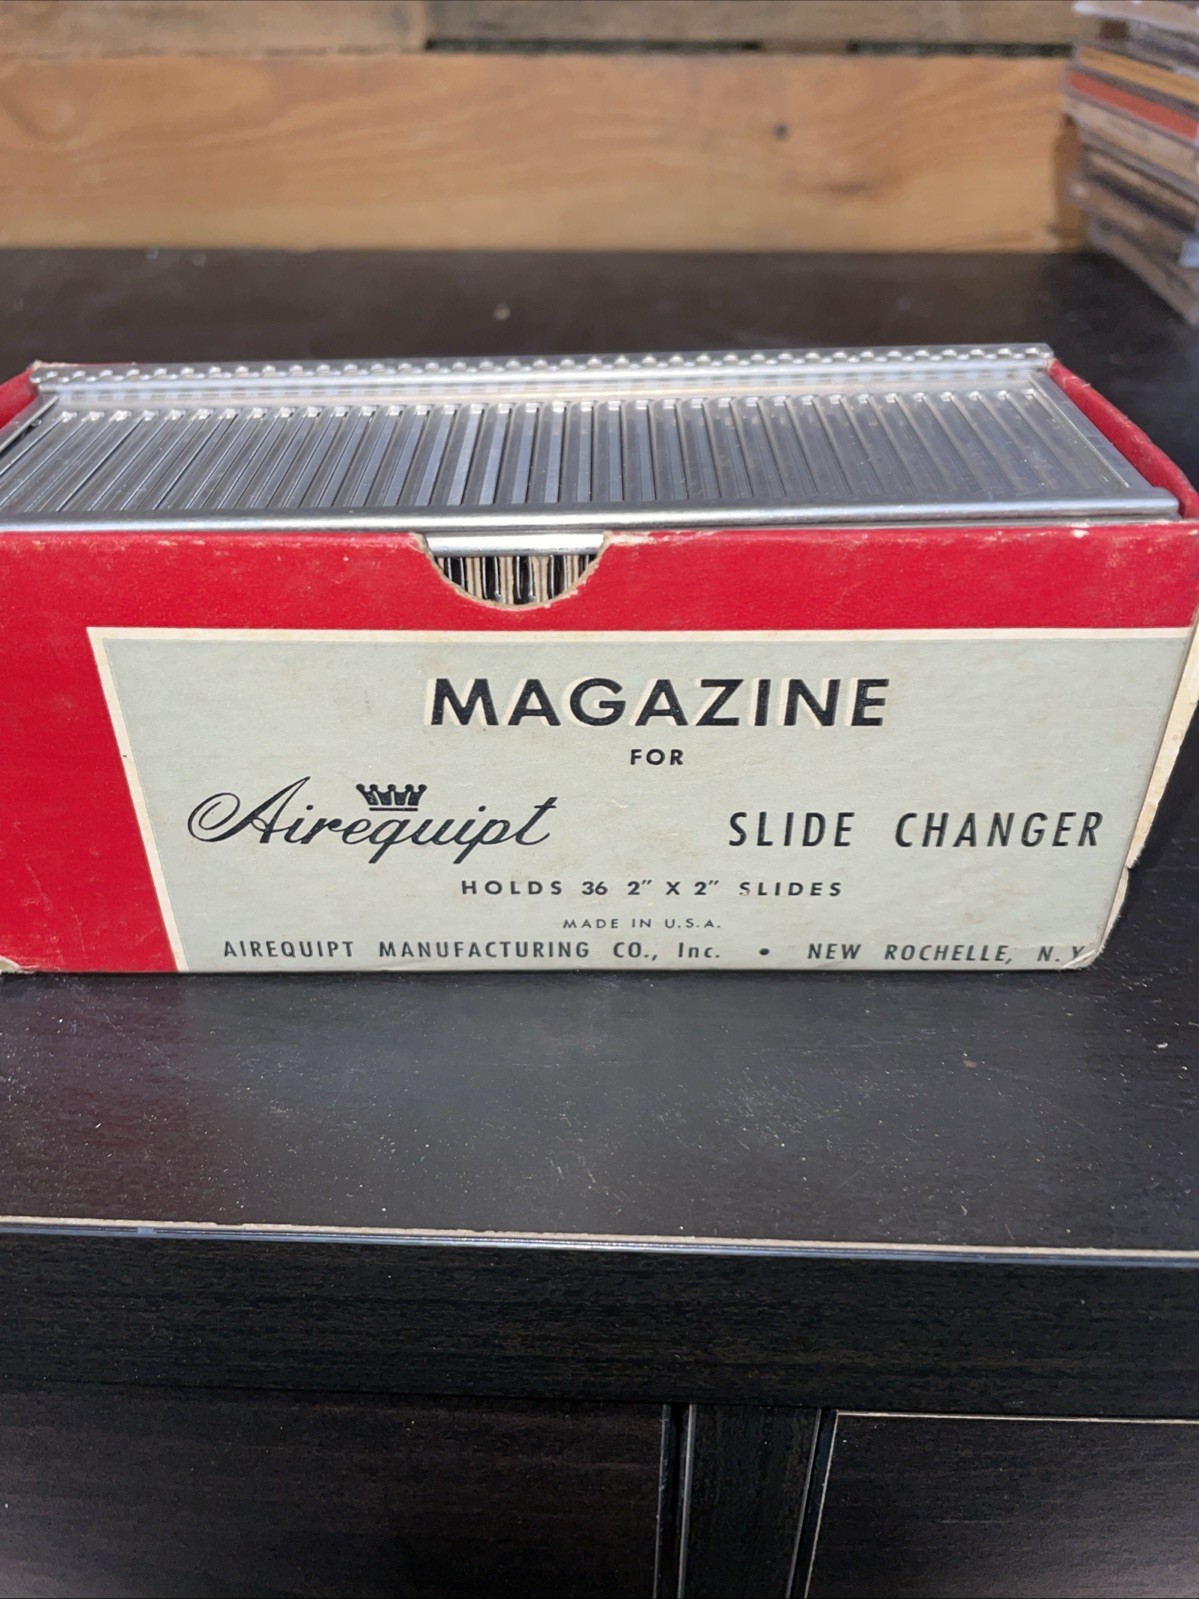 MAGAZINE
FOR
Airequipt SLIDE CHANGER
HOLDS 36 2" X 2" SLIDES
MADE IN U.S.A.
AIREQUIPT MANUFACTURING CO., Inc. • NEW ROCHELLE, N.Y